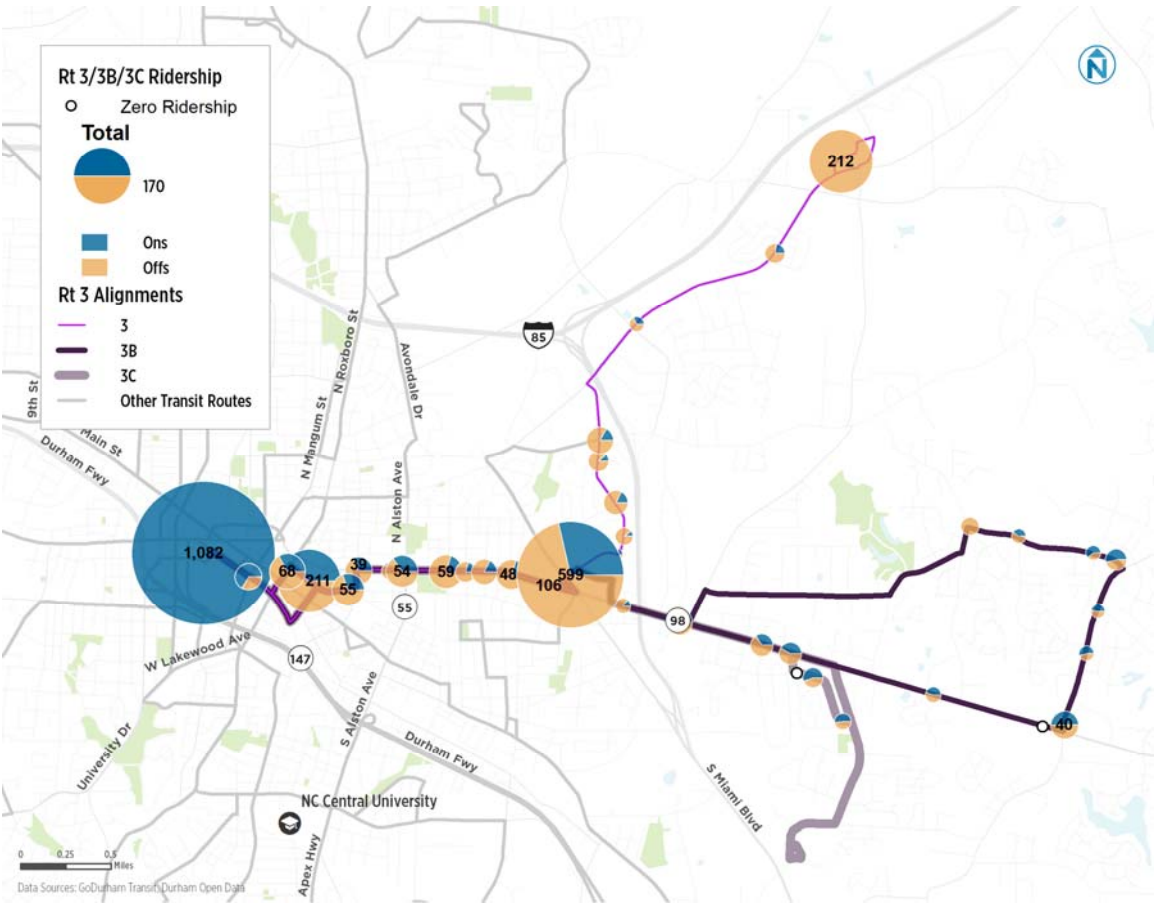 Rt 3/3B/3C Ridership
Zero Ridership
Total
170
Ons
Offs
Rt 3 Alignments
3
3B
3C
Other Transit Routes
N
212
85
N Roxboro St
Avondale Dr
9th St
Main St
Durham Fwy
N Mangum St
N Alston Ave
1,082
68
211
55
39
54
59
48
106
599
55
98
W Lakewood Ave
147
40
S Alston Ave
University Dr
Durham Fwy
S Miami Blvd
NC Central University
Apex Hwy
0 0.25 0.5
Miles
Data Sources: GoDurham Transit, Durham Open Data